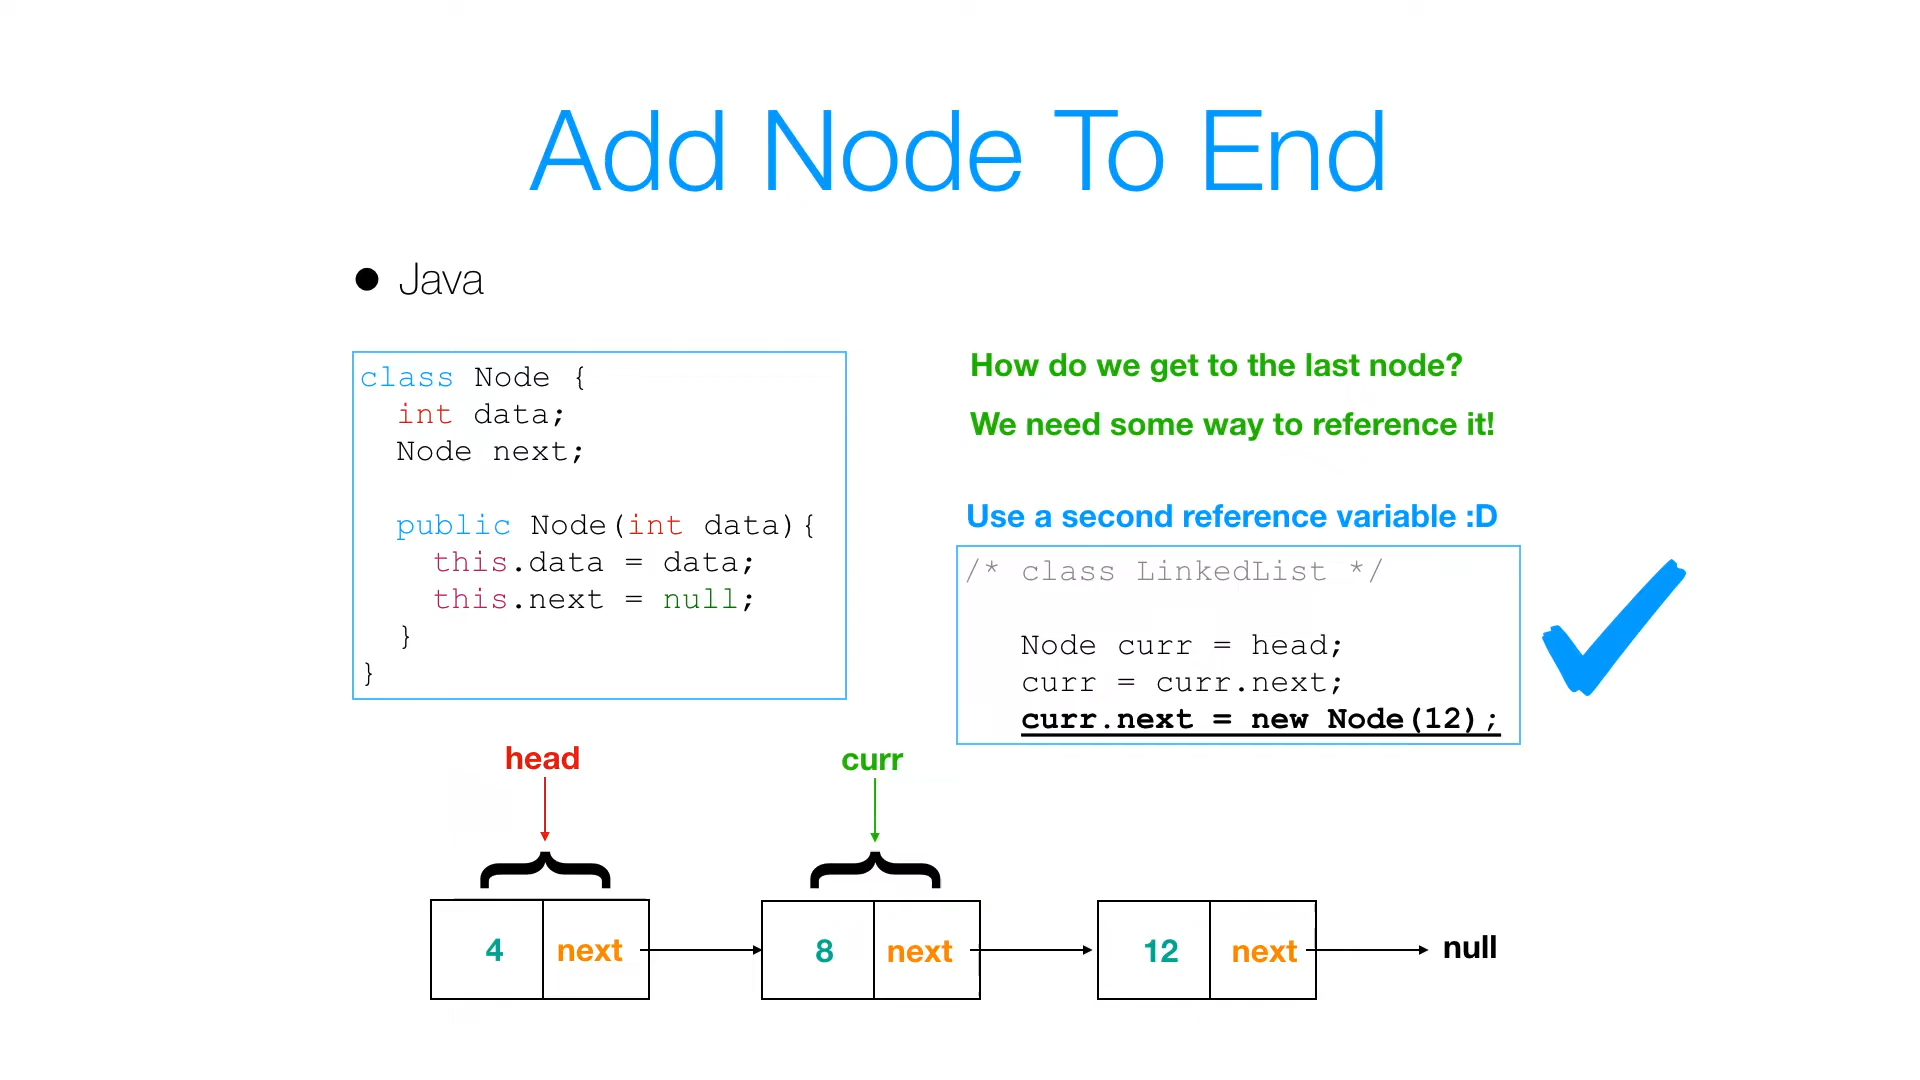 Add Node To End
● Java
class Node {
  int data;
  Node next;

  public Node(int data){
    this.data = data;
    this.next = null;
  }
}
How do we get to the last node?
We need some way to reference it!
Use a second reference variable :D
/* class LinkedList */

   Node curr = head;
   curr = curr.next;
   curr.next = new Node(12);
head
curr
4 next
8 next
12 next
null